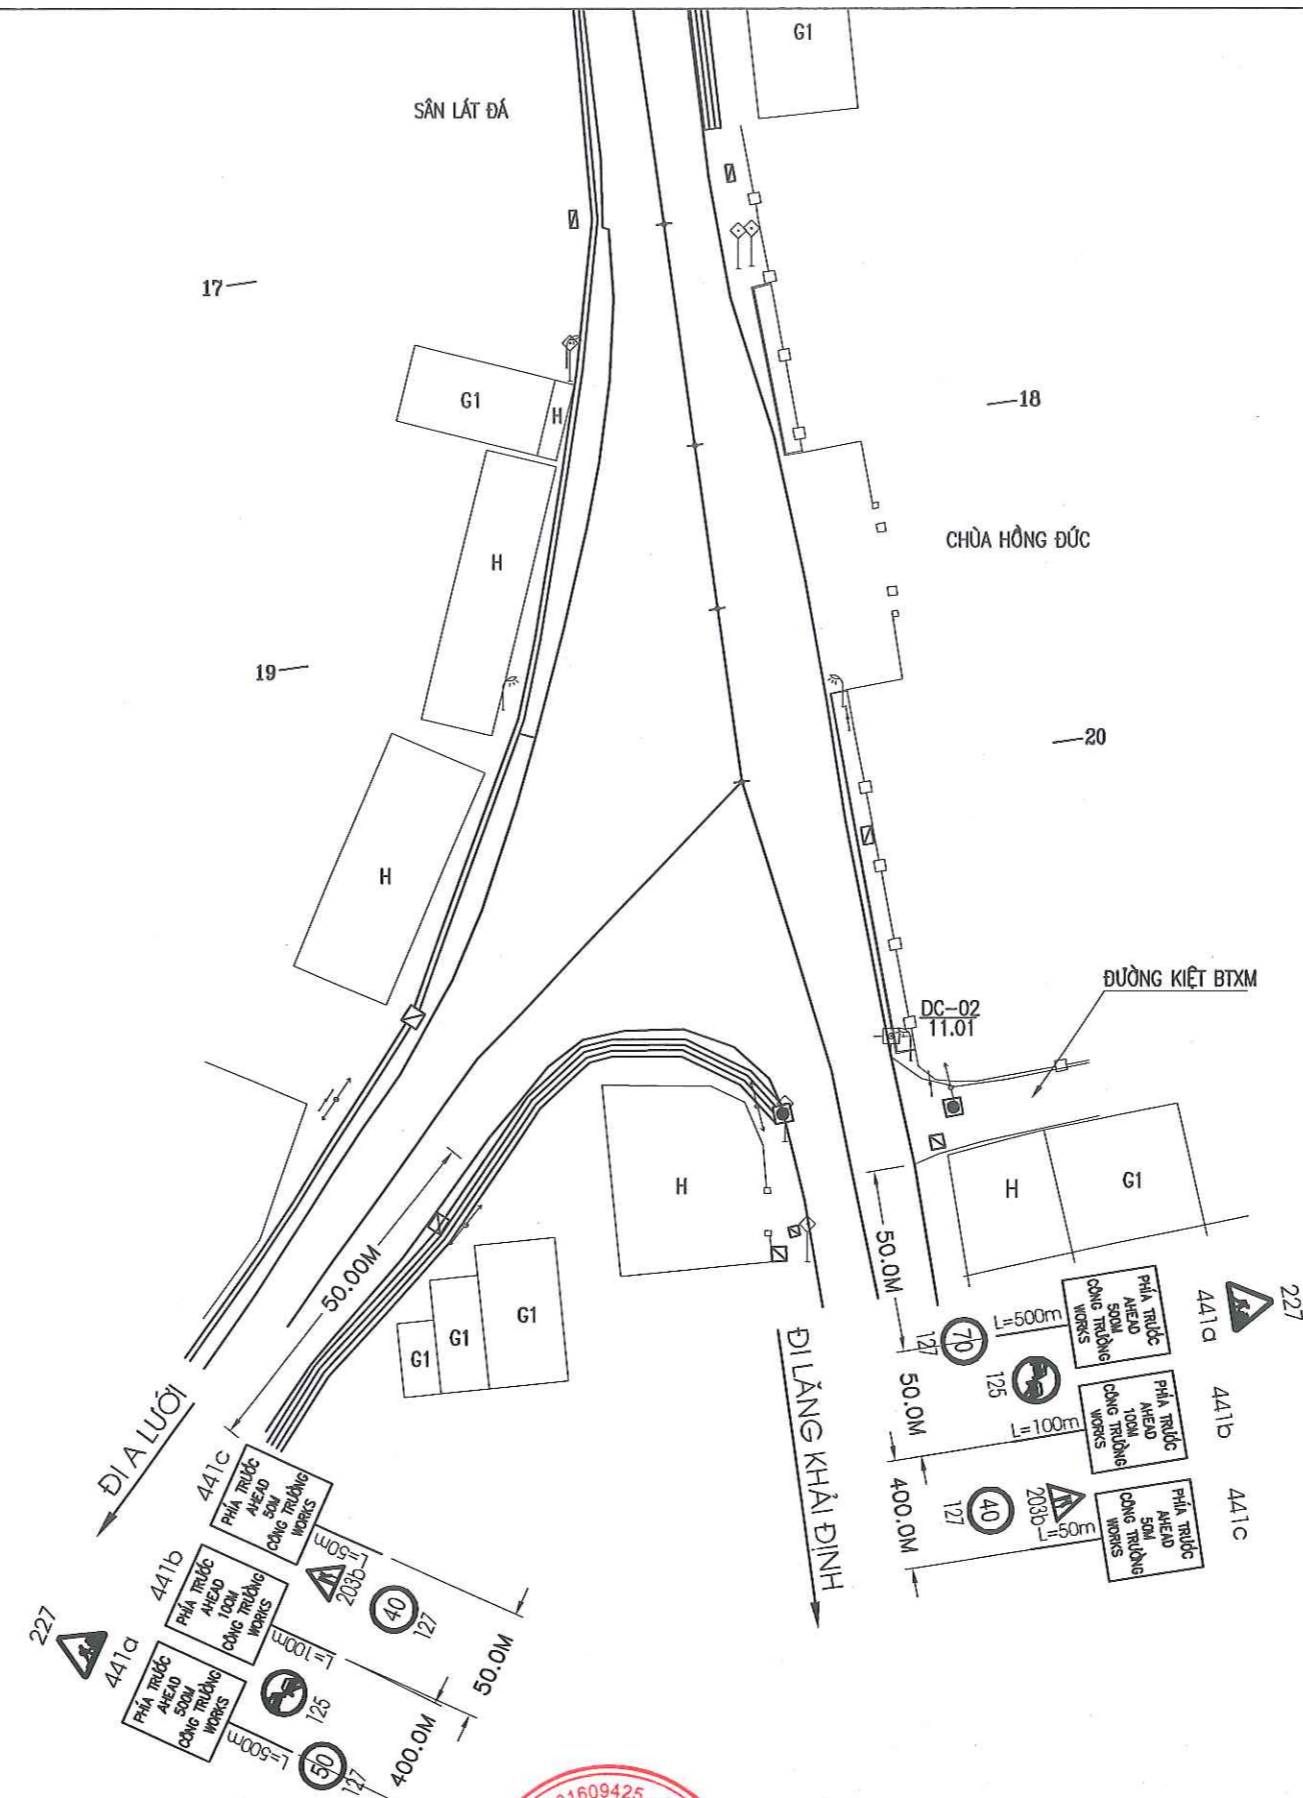 G1
SÂN LÁT ĐÁ
17
G1
H
18
H
CHÙA HỒNG ĐỨC
19
20
H
ĐƯỜNG KIỆT BTXM
DC-02
11.01
H
H
G1
50.00M
50.0M
G1
G1
G1
ĐI A LƯỚI
ĐI LĂNG KHẢI ĐỊNH
127
70
L=500m
PHÍA TRƯỚC
AHEAD
500M
CÔNG TRƯỜNG
WORKS
441a
227
50.0M
125
L=100m
PHÍA TRƯỚC
AHEAD
100M
CÔNG TRƯỜNG
WORKS
441b
400.0M
127
40
203b
L=50m
PHÍA TRƯỚC
AHEAD
50M
CÔNG TRƯỜNG
WORKS
441c
441c
PHÍA TRƯỚC
AHEAD
50M
CÔNG TRƯỜNG
WORKS
L=50m
203b
40
127
50.0M
441b
PHÍA TRƯỚC
AHEAD
100M
CÔNG TRƯỜNG
WORKS
L=100m
125
400.0M
227
441a
PHÍA TRƯỚC
AHEAD
500M
CÔNG TRƯỜNG
WORKS
L=500m
50
127
01609425